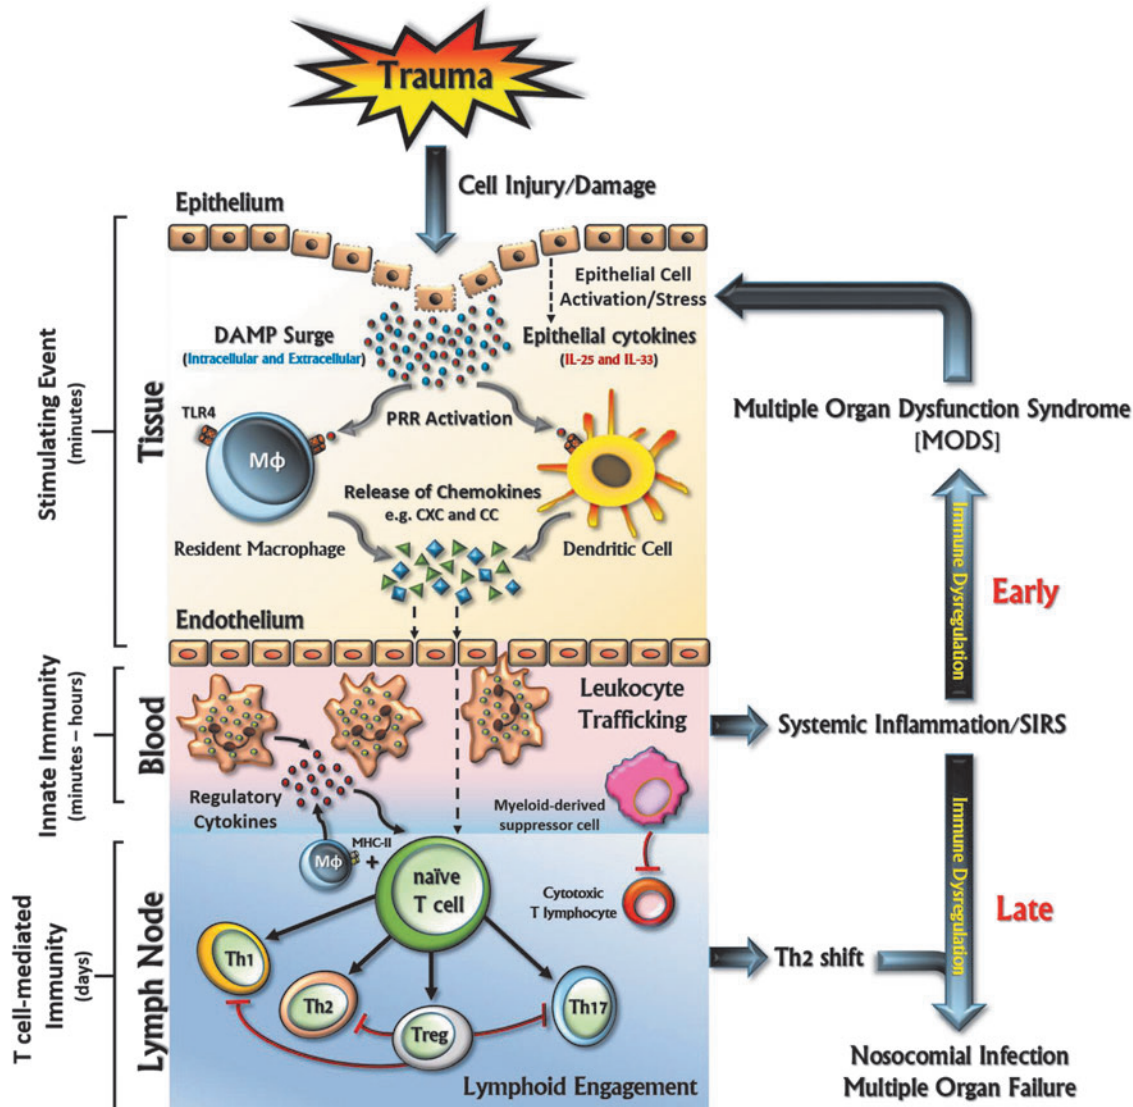 Trauma
Cell Injury/Damage
Epithelium
Epithelial Cell
Activation/Stress
DAMP Surge
(Intracellular and Extracellular)
Epithelial cytokines
(IL-25 and IL-33)
TLR4
PRR Activation
Mϕ
Release of Chemokines
e.g. CXC and CC
Resident Macrophage
Dendritic Cell
Endothelium
Stimulating Event
(minutes)
Tissue
Innate Immunity
(minutes – hours)
Blood
Leukocyte
Trafficking
Regulatory
Cytokines
Myeloid-derived
suppressor cell
MHC-II
Mϕ
+
naïve
T cell
Cytotoxic
T lymphocyte
T cell-mediated
Immunity
(days)
Lymph Node
Th1
Th2
Treg
Th17
Lymphoid Engagement
Multiple Organ Dysfunction Syndrome
[MODS]
Immune Dysregulation
Early
Systemic Inflammation/SIRS
Immune Dysregulation
Late
Th2 shift
Nosocomial Infection
Multiple Organ Failure